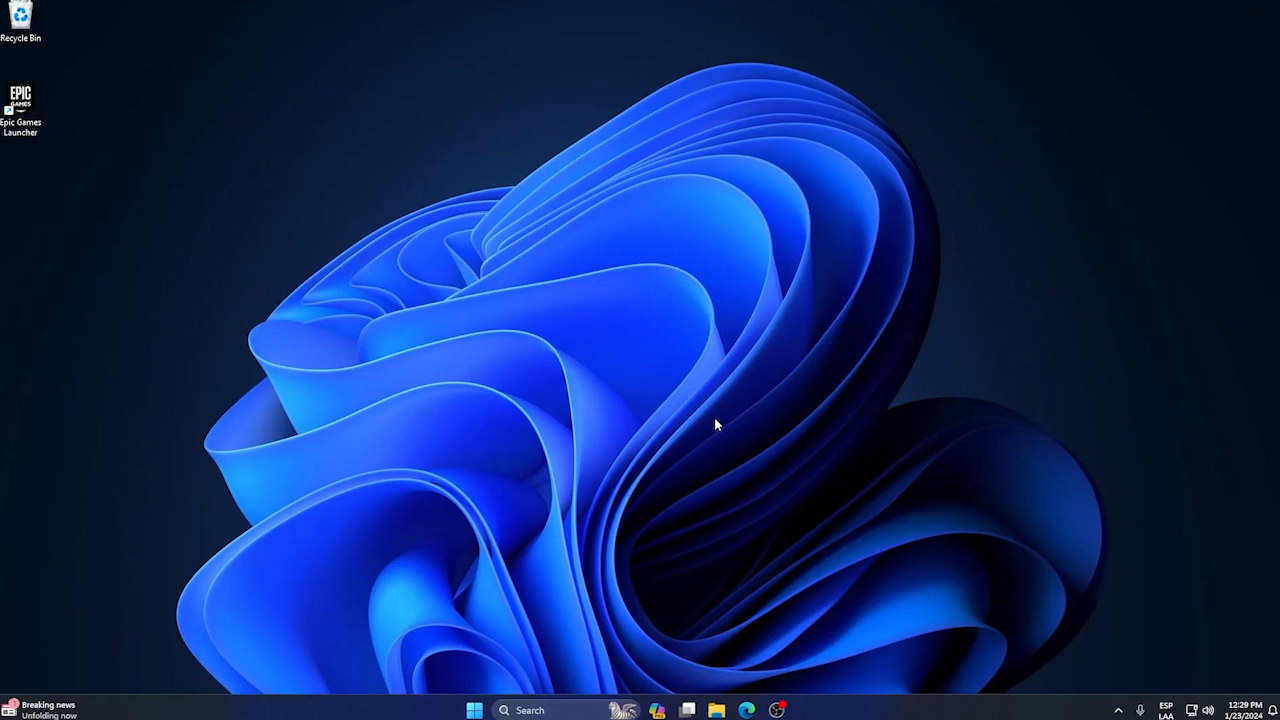 Recycle Bin
EPIC
GAMES
Epic Games
Launcher
Breaking news
Unfolding now
Search
ESP
LAA
12:29 PM
1/23/2024